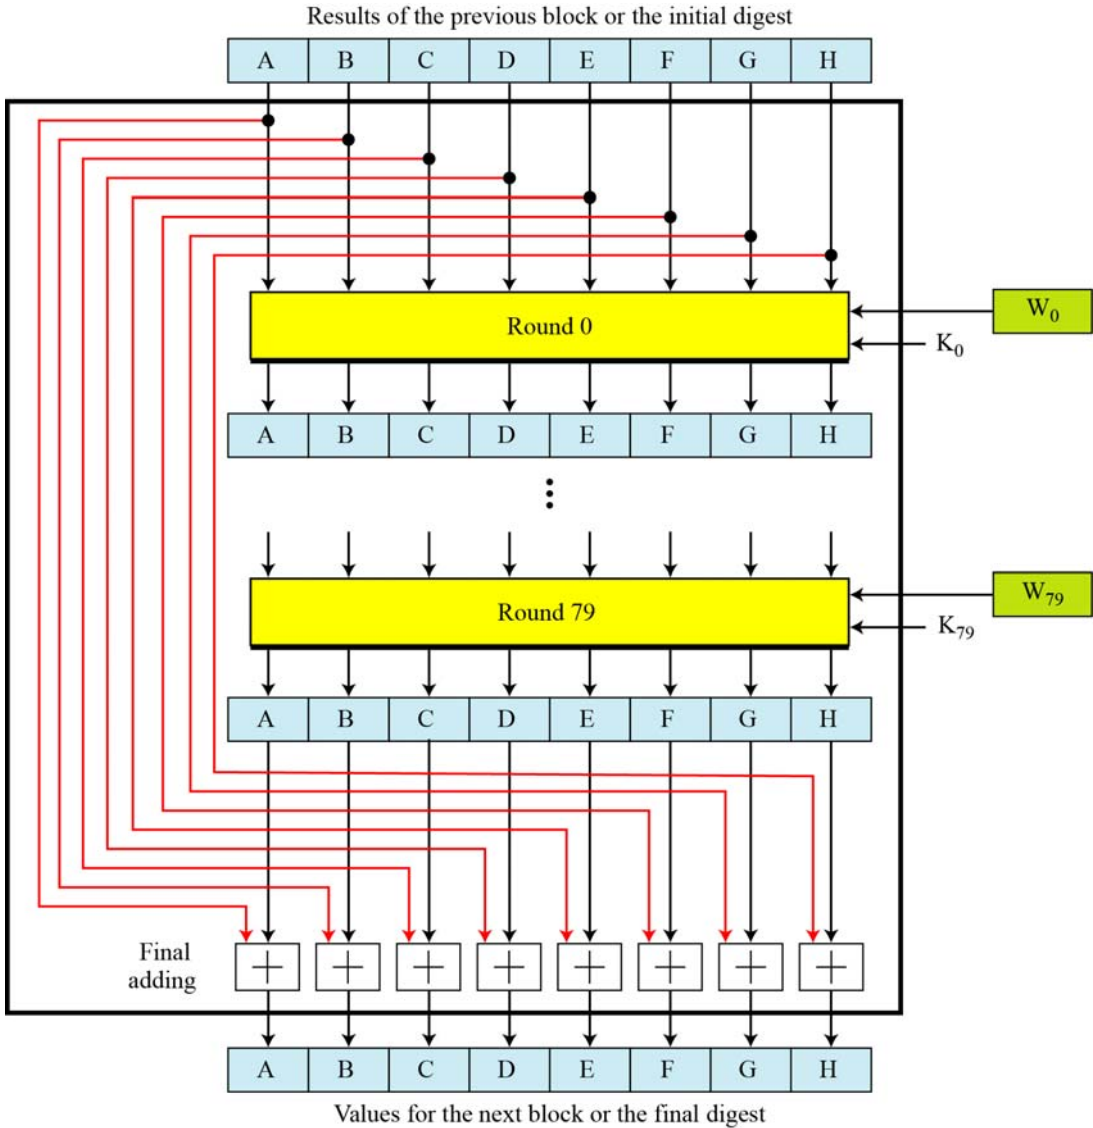 Results of the previous block or the initial digest
A B C D E F G H
Round 0
W0
K0
A B C D E F G H
Round 79
W79
K79
A B C D E F G H
Final
adding
+ + + + + + + +
A B C D E F G H
Values for the next block or the final digest